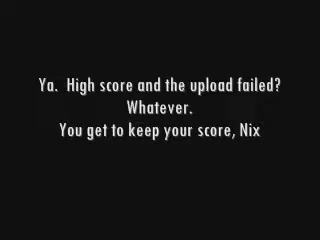 Ya. High score and the upload failed?
Whatever.
You get to keep your score, Nix